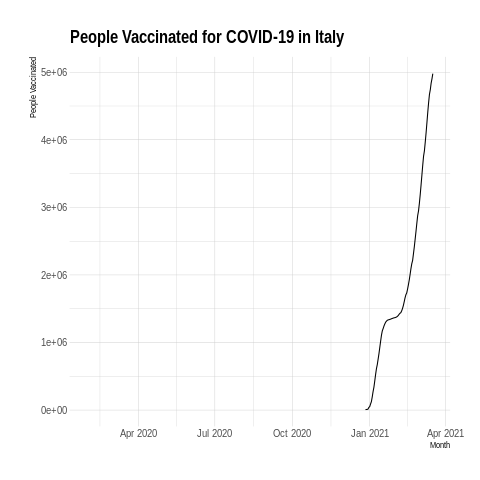 People Vaccinated for COVID-19 in Italy
People Vaccinated
5e+06
4e+06
3e+06
2e+06
1e+06
0e+00
Apr 2020 Jul 2020 Oct 2020 Jan 2021 Apr 2021
Month